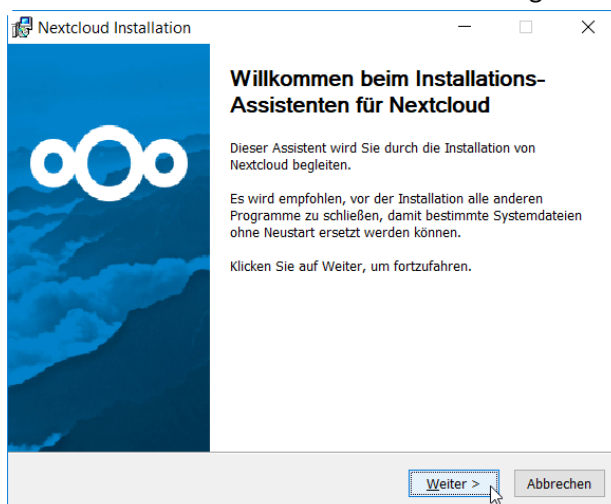 Nextcloud Installation
Willkommen beim Installations-
Assistenten für Nextcloud
Dieser Assistent wird Sie durch die Installation von
Nextcloud begleiten.
Es wird empfohlen, vor der Installation alle anderen
Programme zu schließen, damit bestimmte Systemdateien
ohne Neustart ersetzt werden können.
Klicken Sie auf Weiter, um fortzufahren.
Weiter >
Abbrechen